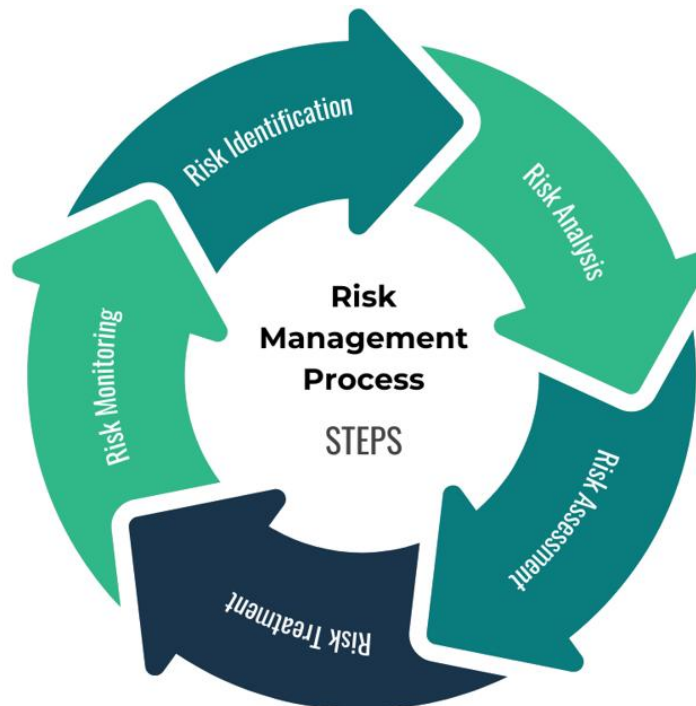 Risk
Management
Process
STEPS
Risk Identification
Risk Analysis
Risk Assessment
Risk Treatment
Risk Monitoring